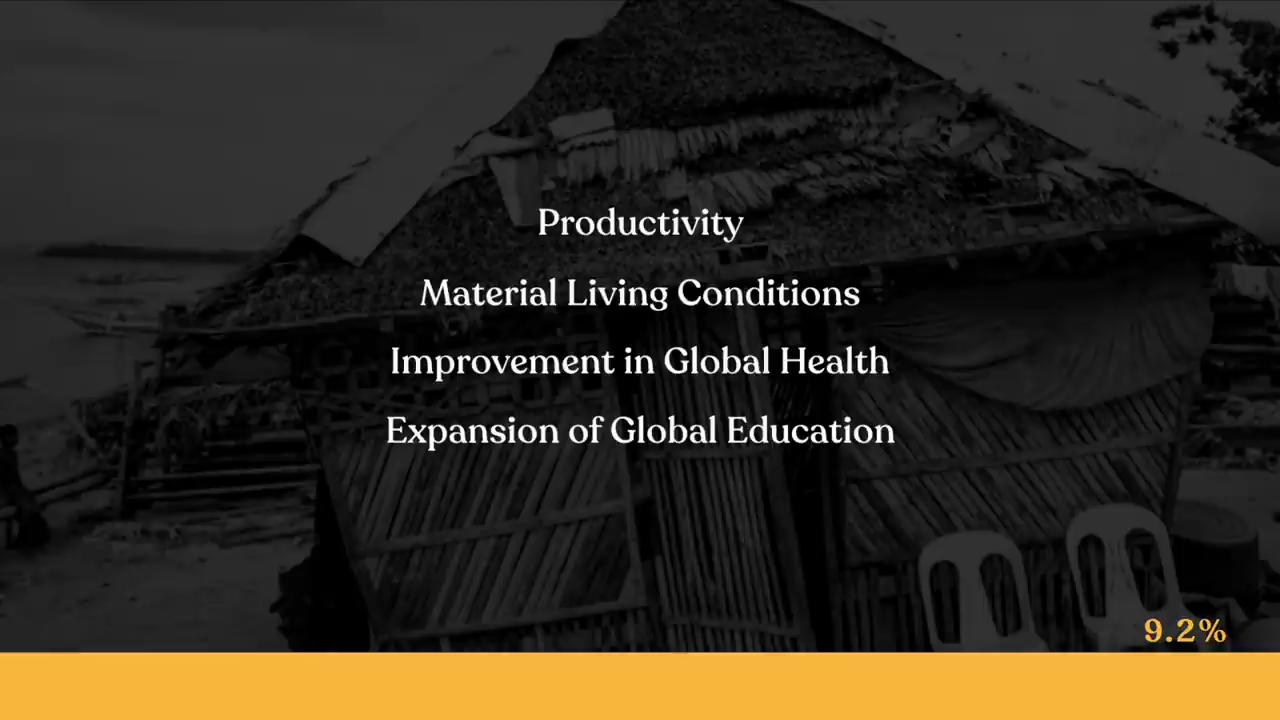 Productivity
Material Living Conditions
Improvement in Global Health
Expansion of Global Education
9.2%